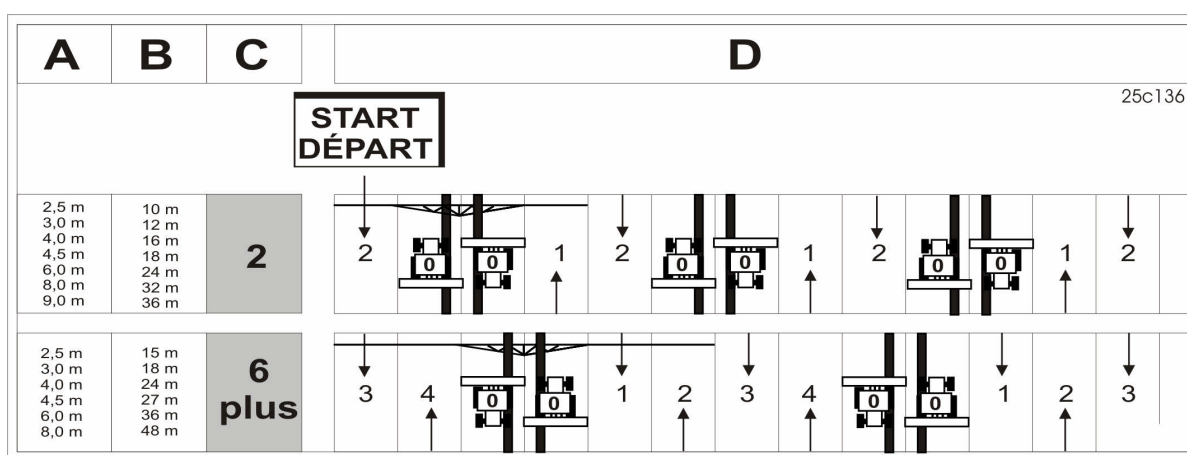 A B C D
25c136
START
DÉPART
2,5 m 10 m
3,0 m 12 m
4,0 m 16 m
4,5 m 18 m
6,0 m 24 m
8,0 m 32 m
9,0 m 36 m
2
2 0 0 1 2 0 0 1 2 0 0 1 2
2,5 m 15 m
3,0 m 18 m
4,0 m 24 m
4,5 m 27 m
6,0 m 36 m
8,0 m 48 m
6
plus
3 4 0 0 1 2 3 4 0 0 1 2 3